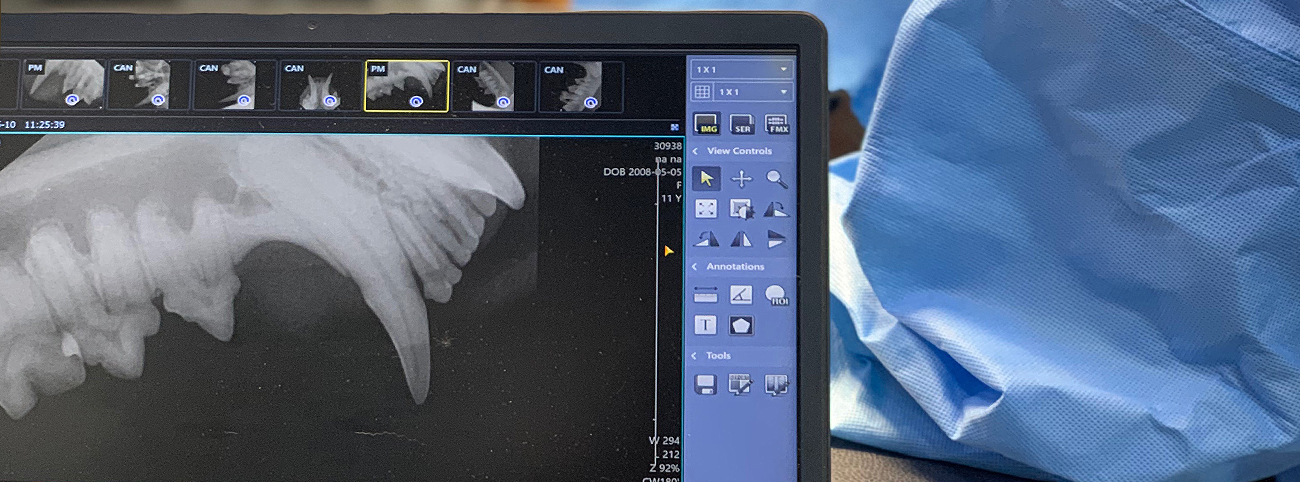 PM
CAN
CAN
CAN
PM
CAN
CAN
-10 11:25:39
30938
na na
DOB 2008-05-05
F
11 Y
W 294
L 212
Z 92%
1 X 1
1 X 1
IMG
SER
FMX
View Controls
Annotations
ROI
T
Tools